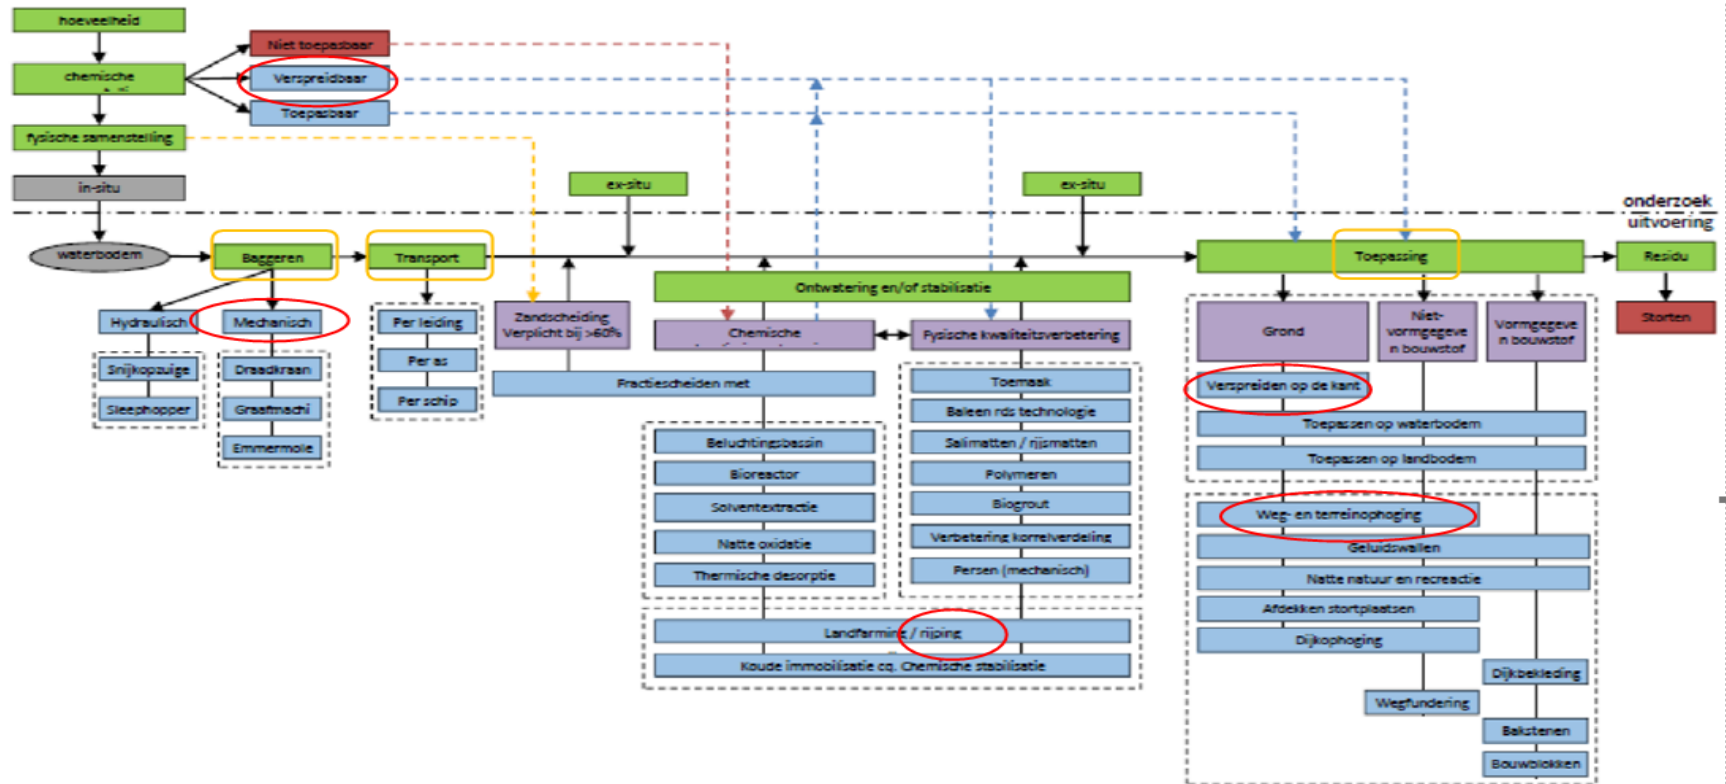 hoeveelheid
chemische
fysische samenstelling
in-situ
Niet toepasbaar
Verspreidbaar
Toepasbaar
ex-situ
ex-situ
onderzoek
uitvoering
waterbodem
Baggeren
Transport
Toepassing
Residu
Storten
Hydraulisch
Mechanisch
Snijkopzuige
Sleephopper
Draadkraan
Graafmachi
Emmermole
Per leiding
Per as
Per schip
Zandscheiding
Verplicht bij >60%
Ontwatering en/of stabilisatie
Chemische
Fysische kwaliteitsverbetering
Fractiescheiden met
Beluchtingsbassin
Bioreactor
Solventextractie
Natte oxidatie
Thermische desorptie
Toemaak
Baleen rds technologie
Salimatten / rijsmatten
Polymeren
Biogrout
Verbetering korrelverdeling
Persen (mechanisch)
Landfarming / rijping
Koude immobilisatie cq. Chemische stabilisatie
Grond
Niet-
vormgegeve
n bouwstof
Vormgegeve
n bouwstof
Verspreiden op de kant
Toepassen op waterbodem
Toepassen op landbodem
Weg- en terreinophoging
Geluidswallen
Natte natuur en recreactie
Afdekken stortplaatsen
Dijkophoging
Dijkbekleding
Wegfundering
Bakstenen
Bouwblokken